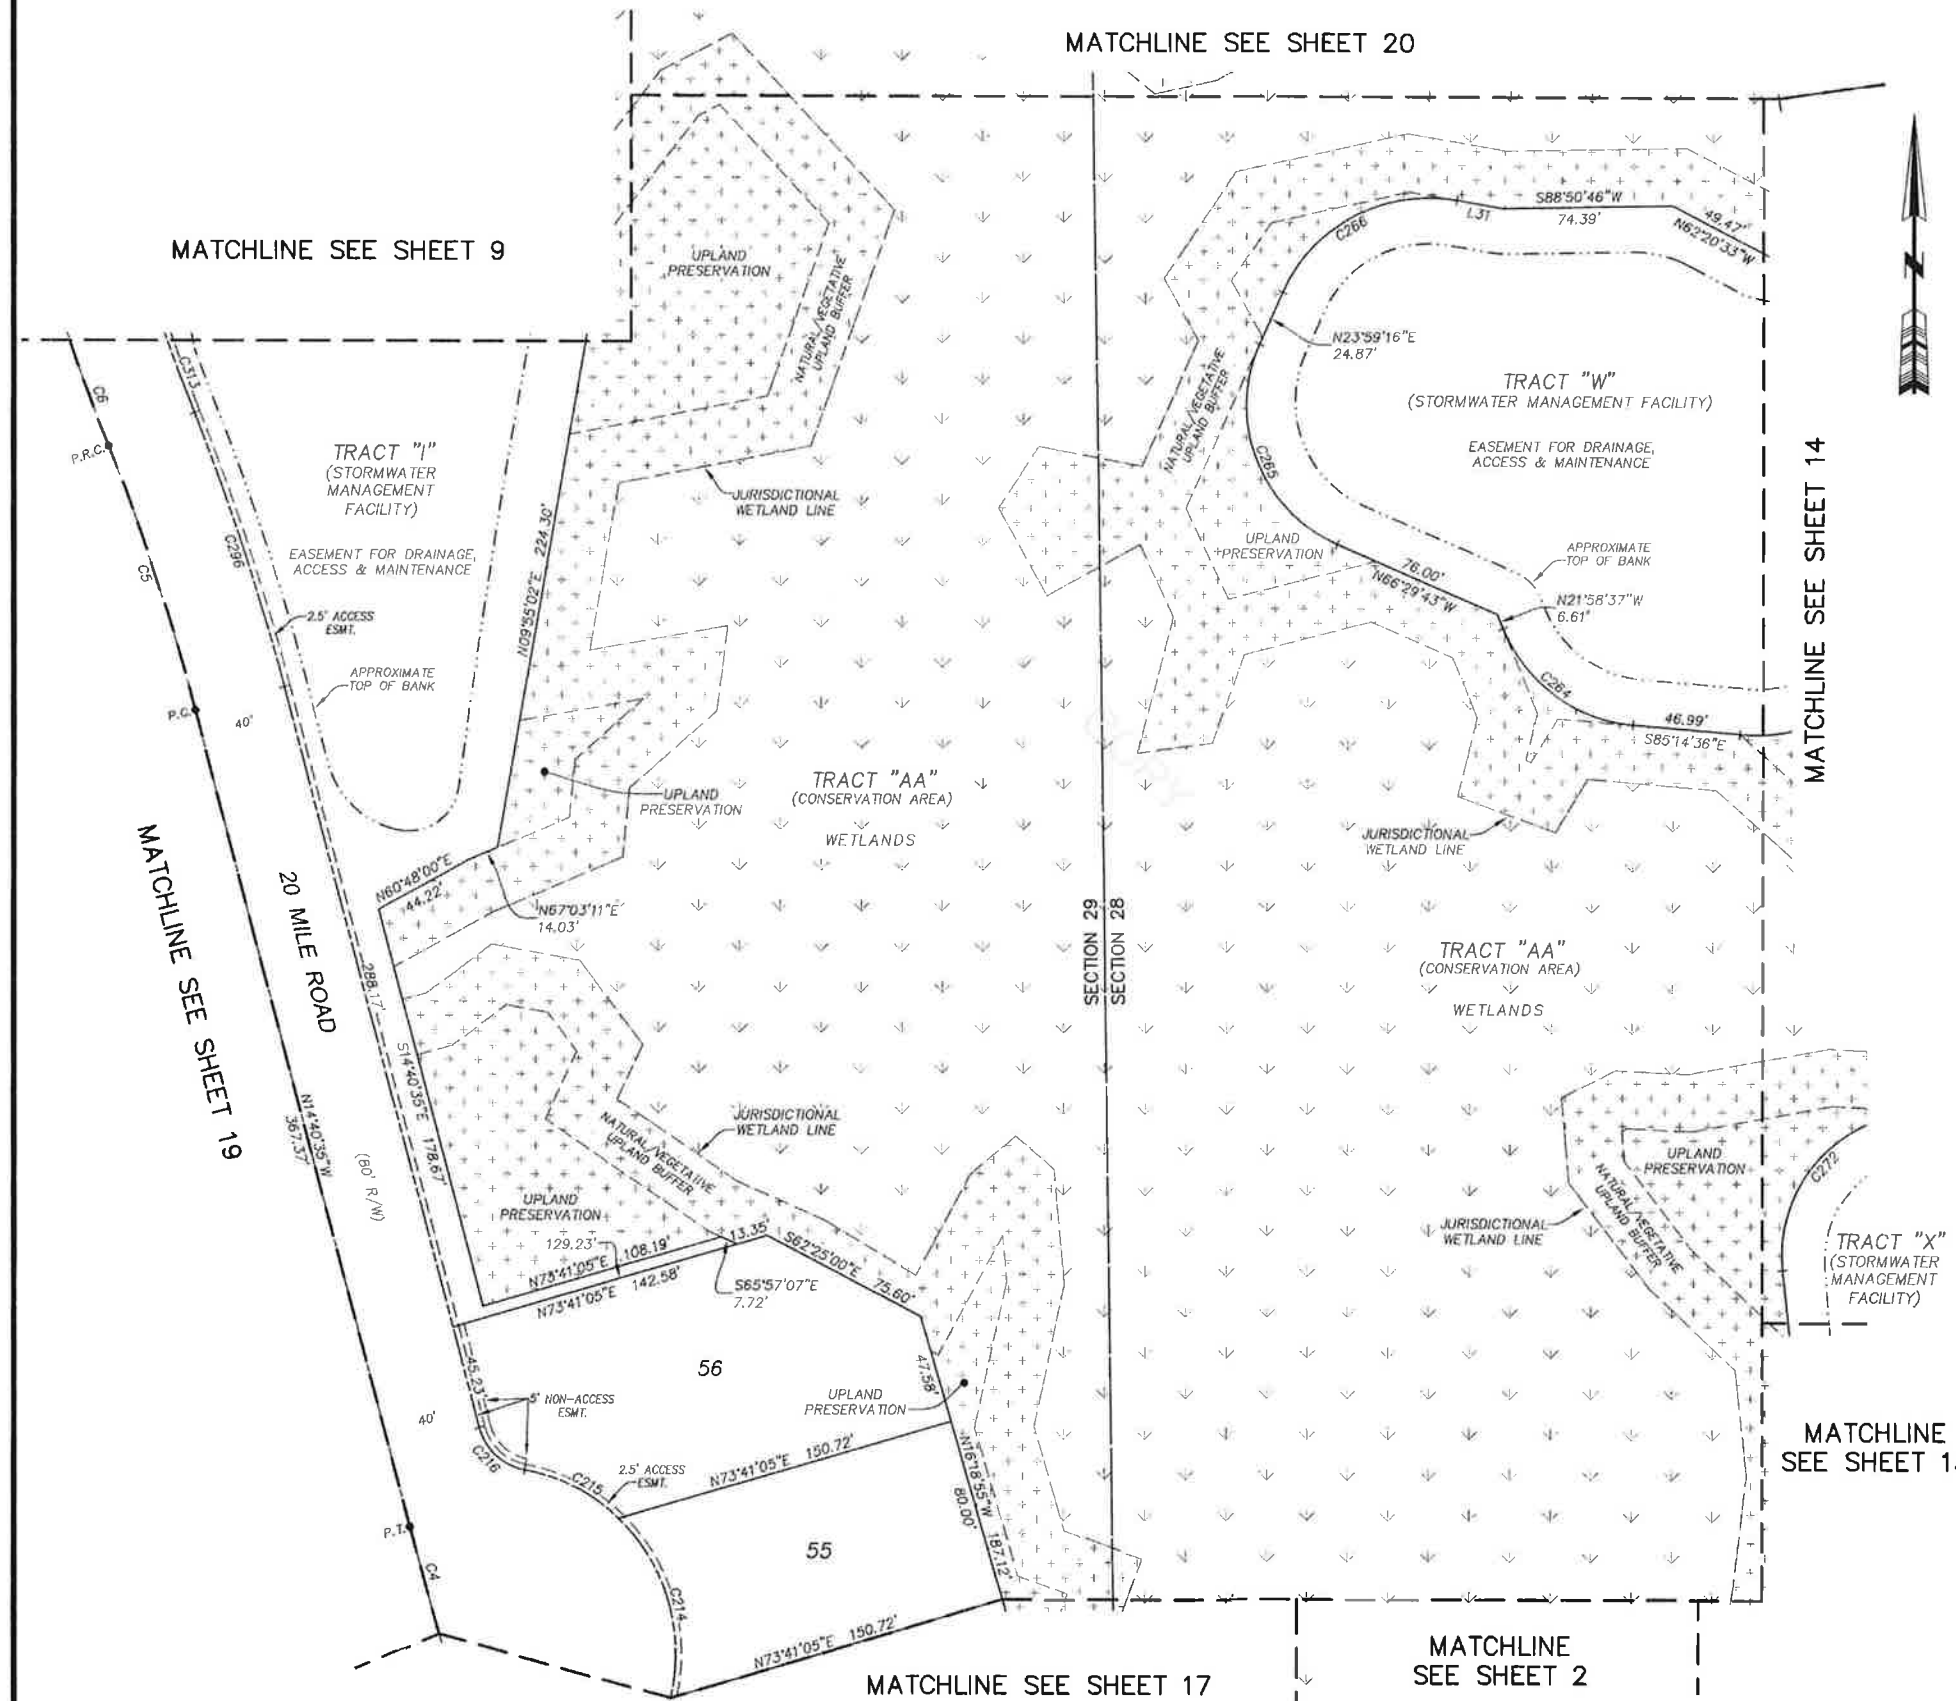 MATCHLINE SEE SHEET 20
MATCHLINE SEE SHEET 9
UPLAND
PRESERVATION
NATURAL/VEGETATIVE
UPLAND BUFFER
S88°50'46"W
74.39'
L31
C266
49.47'
N62°20'33"W
N
N23°59'16"E
24.87'
TRACT "W"
(STORMWATER MANAGEMENT FACILITY)
EASEMENT FOR DRAINAGE,
ACCESS & MAINTENANCE
NATURAL/VEGETATIVE
UPLAND BUFFER
C265
MATCHLINE SEE SHEET 14
C6
P.R.C.
C313
TRACT "I"
(STORMWATER
MANAGEMENT
FACILITY)
EASEMENT FOR DRAINAGE,
ACCESS & MAINTENANCE
C5
C296
N09°55'02"E 224.30'
JURISDICTIONAL
WETLAND LINE
UPLAND
PRESERVATION
76.00'
N66°29'43"W
APPROXIMATE
TOP OF BANK
N21°58'37"W
6.61'
C264
46.99'
S85°14'36"E
2.5' ACCESS
ESMT.
APPROXIMATE
TOP OF BANK
P.C.
40'
UPLAND
PRESERVATION
TRACT "AA"
(CONSERVATION AREA)
WETLANDS
JURISDICTIONAL
WETLAND LINE
MATCHLINE SEE SHEET 19
20 MILE ROAD
N60°48'00"E
44.22'
N67°03'11"E
14.03'
SECTION 29
SECTION 28
TRACT "AA"
(CONSERVATION AREA)
WETLANDS
288.17'
S14°40'35"E 178.67'
N14°40'35"W
367.37'
(80' R/W)
JURISDICTIONAL
WETLAND LINE
NATURAL/VEGETATIVE
UPLAND BUFFER
UPLAND
PRESERVATION
129.23'
N73°41'05"E 108.19'
13.35'
N73°41'05"E 142.58'
S65°57'07"E
7.72'
S62°25'00"E
75.60'
UPLAND
PRESERVATION
NATURAL/VEGETATIVE
UPLAND BUFFER
JURISDICTIONAL
WETLAND LINE
C272
TRACT "X"
(STORMWATER
MANAGEMENT
FACILITY)
56
45.23'
5' NON-ACCESS
ESMT.
47.58'
UPLAND
PRESERVATION
40'
C216
C215
2.5' ACCESS
ESMT.
N73°41'05"E 150.72'
N16°18'55"W 187.12'
80.00'
MATCHLINE
SEE SHEET
P.T.
C4
55
C214
N73°41'05"E 150.72'
MATCHLINE SEE SHEET 17
MATCHLINE
SEE SHEET 2